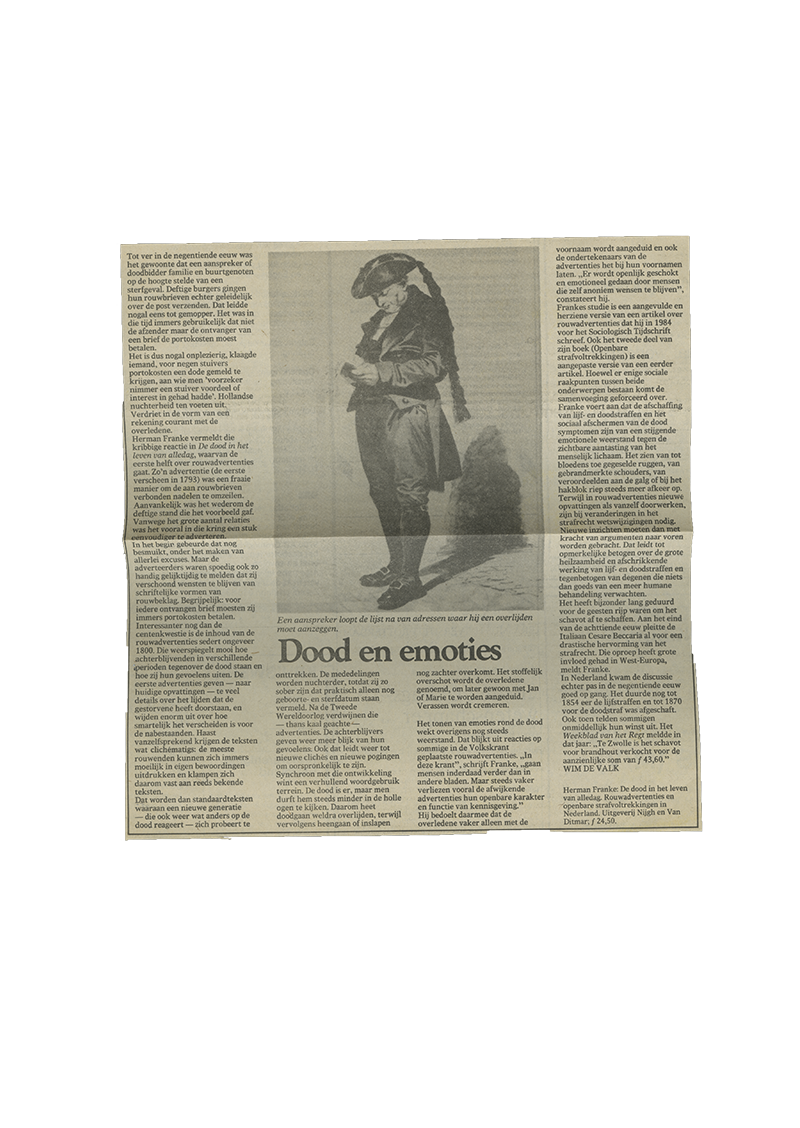 Tot ver in de negentiende eeuw was
het gewoonte dat een aanspreker of
doodbidder familie en buurtgenoten
op de hoogte stelde van een
sterfgeval. Deftige burgers gingen
hun rouwbrieven echter geleidelijk
over de post verzenden. Dat leidde
nogal eens tot gemopper. Het was in
die tijd immers gebruikelijk dat niet
de afzender maar de ontvanger van
een brief de portokosten moest
betalen.
Het is dus nogal onplezierig, klaagde
iemand, voor negen stuivers
portokosten een dode gemeld te
krijgen, aan wie men 'voorzeker
nimmer een stuiver voordeel of
interest in gehad hadde'. Hollandse
nuchterheid ten voeten uit.
Verdriet in de vorm van een
rekening courant met de
overledene.
Herman Franke vermeldt die
kribbige reactie in De dood in het
leven van alledag, waarvan de
eerste helft over rouwadvertenties
gaat. Zo'n advertentie (de eerste
verscheen in 1793) was een fraaie
manier om de aan rouwbrieven
verbonden nadelen te omzeilen.
Aanvankelijk was het wederom de
deftige stand die het voorbeeld gaf.
Vanwege het grote aantal relaties
was het vooral in die kring een stuk
eenvoudiger te adverteren.
In het begin gebeurde dat nog
besmuikt, onder het maken van
allerlei excuses. Maar de
adverteerders waren spoedig ook zo
handig gelijktijdig te melden dat zij
verschoond wensten te blijven van
schriftelijke vormen van
rouwbeklag. Begrijpelijk: voor
iedere ontvangen brief moesten zij
immers portokosten betalen.
Interessanter nog dan de
centenkwestie is de inhoud van de
rouwadvertenties sedert ongeveer
1800. Die weerspiegelt mooi hoe
achterblijvenden in verschillende
perioden tegenover de dood staan en
hoe zij hun gevoelens uiten. De
eerste advertenties geven — naar
huidige opvattingen — te veel
details over het lijden dat de
gestorvene heeft doorstaan, en
wijden enorm uit over hoe
smartelijk het verscheiden is voor
de nabestaanden. Haast
vanzelfsprekend krijgen de teksten
wat clichématigs: de meeste
rouwenden kunnen zich immers
moeilijk in eigen bewoordingen
uitdrukken en klampen zich
daarom vast aan reeds bekende
teksten.
Dat worden dan standaardteksten
waaraan een nieuwe generatie
— die ook weer wat anders op de
dood reageert — zich probeert te
Een aanspreker loopt de lijst na van adressen waar hij een overlijden
moet aanzeggen.
Dood en emoties
onttrekken. De mededelingen
worden nuchterder, totdat zij zo
sober zijn dat praktisch alleen nog
geboorte- en sterfdatum staan
vermeld. Na de Tweede
Wereldoorlog verdwijnen die
— thans kaal geachte —
advertenties. De achterblijvers
geven weer meer blijk van hun
gevoelens. Ook dat leidt weer tot
nieuwe clichés en nieuwe pogingen
om oorspronkelijk te zijn.
Synchroon met die ontwikkeling
wint een verhullend woordgebruik
terrein. De dood is er, maar men
durft hem steeds minder in de holle
ogen te kijken. Daarom heet
doodgaan weldra overlijden, terwijl
vervolgens heengaan of inslapen
nog zachter overkomt. Het stoffelijk
overschot wordt de overledene
genoemd, om later gewoon met Jan
of Marie te worden aangeduid.
Verassen wordt cremeren.
Het tonen van emoties rond de dood
wekt overigens nog steeds
weerstand. Dat blijkt uit reacties op
sommige in de Volkskrant
geplaatste rouwadvertenties. „In
deze krant”, schrijft Franke, „gaan
mensen inderdaad verder dan in
andere bladen. Maar steeds vaker
verliezen vooral de afwijkende
advertenties hun openbare karakter
en functie van kennisgeving.”
Hij bedoelt daarmee dat de
overledene vaker alleen met de
voornaam wordt aangeduid en ook
de ondertekenaars van de
advertenties het bij hun voornamen
laten. „Er wordt openlijk geschokt
en emotioneel gedaan door mensen
die zelf anoniem wensen te blijven”,
constateert hij.
Frankes studie is een aangevulde en
herziene versie van een artikel over
rouwadvertenties dat hij in 1984
voor het Sociologisch Tijdschrift
schreef. Ook het tweede deel van
zijn boek (Openbare
strafvoltrekkingen) is een
aangepaste versie van een eerder
artikel. Hoewel er enige sociale
raakpunten tussen beide
onderwerpen bestaan komt de
samenvoeging geforceerd over.
Franke voert aan dat de afschaffing
van lijf- en doodstraffen en het
sociaal afschermen van de dood
symptomen zijn van een stijgende
emotionele weerstand tegen de
zichtbare aantasting van het
menselijk lichaam. Het zien van tot
bloedens toe gegeselde ruggen, van
gebrandmerkte schouders, van
veroordeelden aan de galg of bij het
hakblok riep steeds meer afkeer op.
Terwijl in rouwadvertenties nieuwe
opvattingen als vanzelf doorwerken,
zijn bij veranderingen in het
strafrecht wetswijzigingen nodig.
Nieuwe inzichten moeten dan met
kracht van argumenten naar voren
worden gebracht. Dat leidt tot
opmerkelijke betogen over de grote
heilzaamheid en afschrikkende
werking van lijf- en doodstraffen en
tegenbetogen van degenen die niets
dan goeds van een meer humane
behandeling verwachten.
Het heeft bijzonder lang geduurd
voor de geesten rijp waren om het
schavot af te schaffen. Aan het eind
van de achttiende eeuw pleitte de
Italiaan Cesare Beccaria al voor een
drastische hervorming van het
strafrecht. Die oproep heeft grote
invloed gehad in West-Europa,
meldt Franke.
In Nederland kwam de discussie
echter pas in de negentiende eeuw
goed op gang. Het duurde nog tot
1854 eer de lijfstraffen en tot 1870
voor de doodstraf was afgeschaft.
Ook toen telden sommigen
onmiddellijk hun winst uit. Het
Weekblad van het Regt meldde in
dat jaar: „Te Zwolle is het schavot
voor brandhout verkocht voor de
aanzienlijke som van ƒ 43,60.”
WIM DE VALK
Herman Franke: De dood in het leven
van alledag. Rouwadvertenties en
openbare strafvoltrekkingen in
Nederland. Uitgeverij Nijgh en Van
Ditmar; ƒ 24,50.